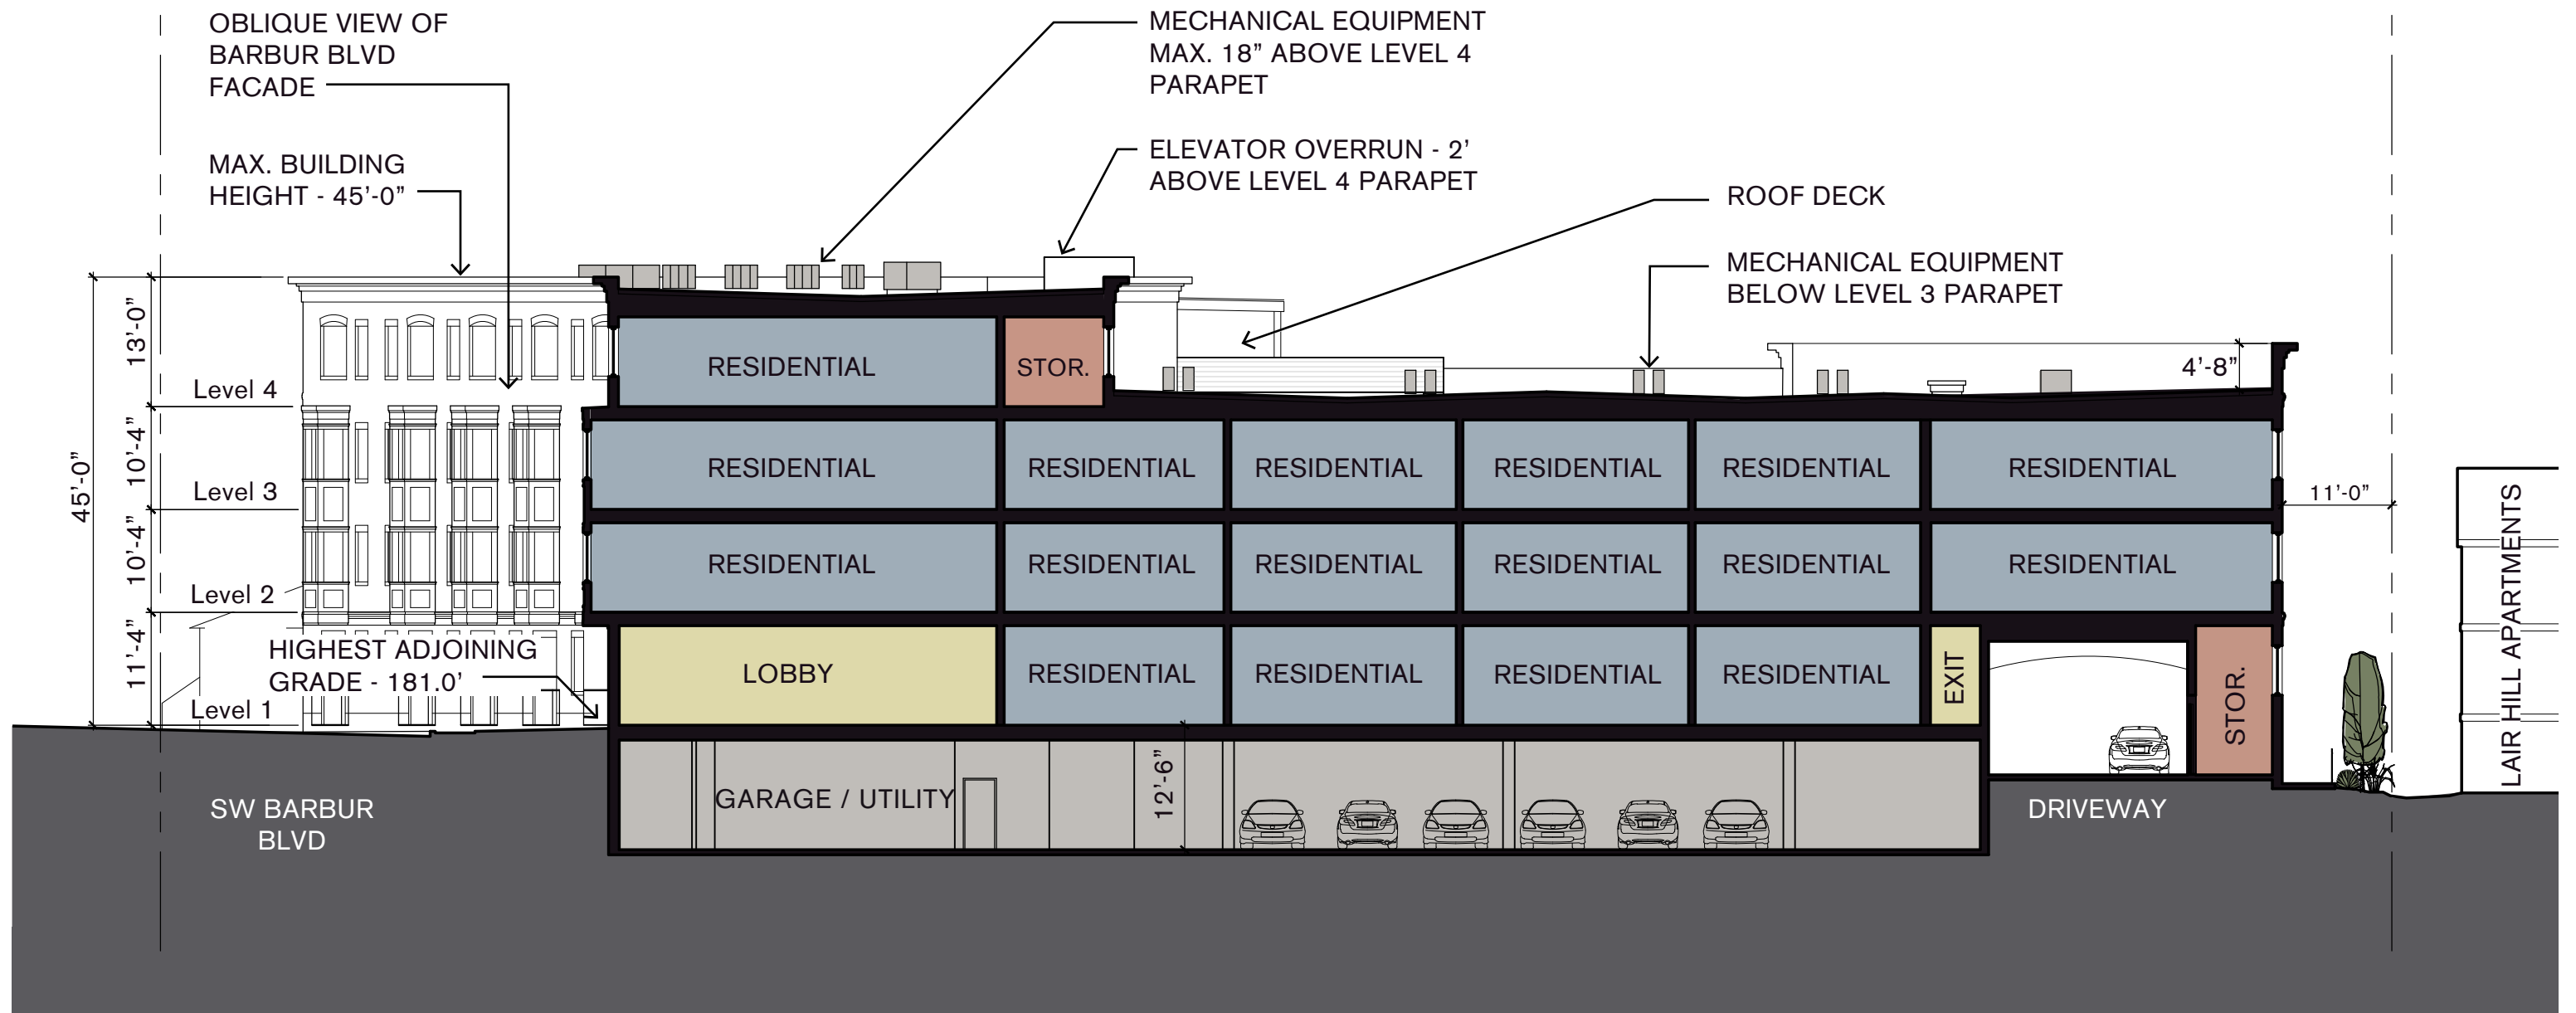 OBLIQUE VIEW OF
BARBUR BLVD
FACADE
MAX. BUILDING
HEIGHT - 45’-0”
MECHANICAL EQUIPMENT
MAX. 18” ABOVE LEVEL 4
PARAPET
ELEVATOR OVERRUN - 2’
ABOVE LEVEL 4 PARAPET
ROOF DECK
MECHANICAL EQUIPMENT
BELOW LEVEL 3 PARAPET
45’-0”
13’-0”
10’-4”
10’-4”
11’-4”
Level 4
Level 3
Level 2
Level 1
HIGHEST ADJOINING
GRADE - 181.0’
4’-8”
11’-0”
RESIDENTIAL
STOR.
RESIDENTIAL
RESIDENTIAL
RESIDENTIAL
RESIDENTIAL
RESIDENTIAL
RESIDENTIAL
RESIDENTIAL
RESIDENTIAL
RESIDENTIAL
RESIDENTIAL
RESIDENTIAL
RESIDENTIAL
LOBBY
RESIDENTIAL
RESIDENTIAL
RESIDENTIAL
RESIDENTIAL
EXIT
STOR.
LAIR HILL APARTMENTS
GARAGE / UTILITY
12’-6”
SW BARBUR
BLVD
DRIVEWAY